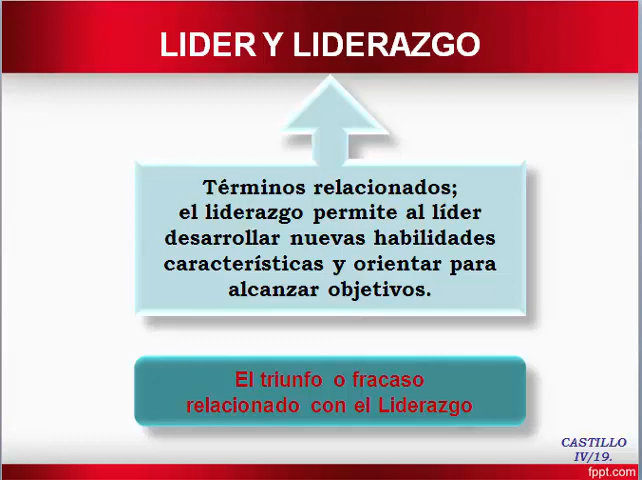 LIDER Y LIDERAZGO
Términos relacionados;
el liderazgo permite al líder
desarrollar nuevas habilidades
características y orientar para
alcanzar objetivos.
El triunfo o fracaso
relacionado con el Liderazgo
CASTILLO
IV/19.
fppt.com